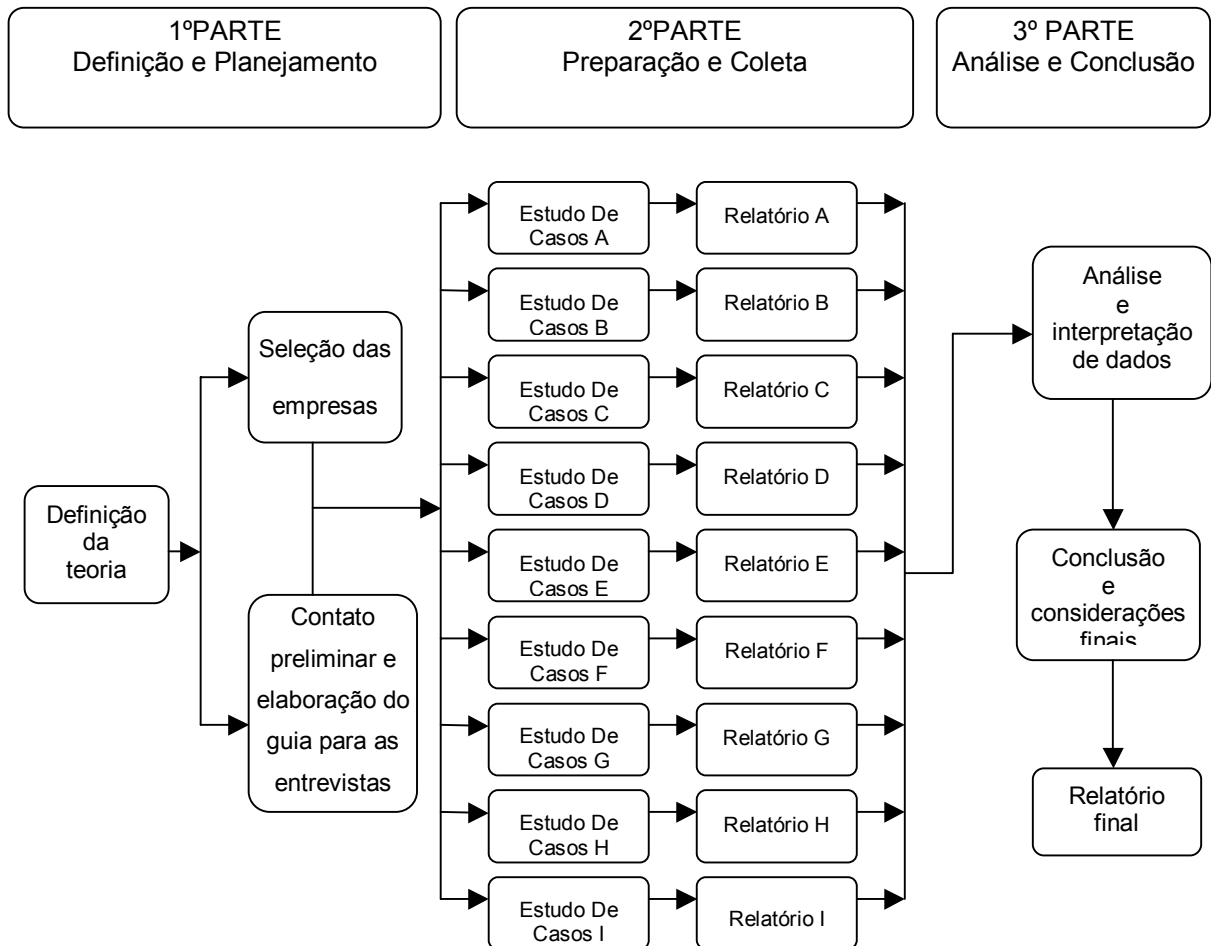 1ºPARTE
Definição e Planejamento
2ºPARTE
Preparação e Coleta
3º PARTE
Análise e Conclusão
Definição
da
teoria
Seleção das
empresas
Contato
preliminar e
elaboração do
guia para as
entrevistas
Estudo De
Casos A
Relatório A
Estudo De
Casos B
Relatório B
Estudo De
Casos C
Relatório C
Estudo De
Casos D
Relatório D
Estudo De
Casos E
Relatório E
Estudo De
Casos F
Relatório F
Estudo De
Casos G
Relatório G
Estudo De
Casos H
Relatório H
Estudo De
Casos I
Relatório I
Análise
e
interpretação
de dados
Conclusão
e
considerações
finais
Relatório
final